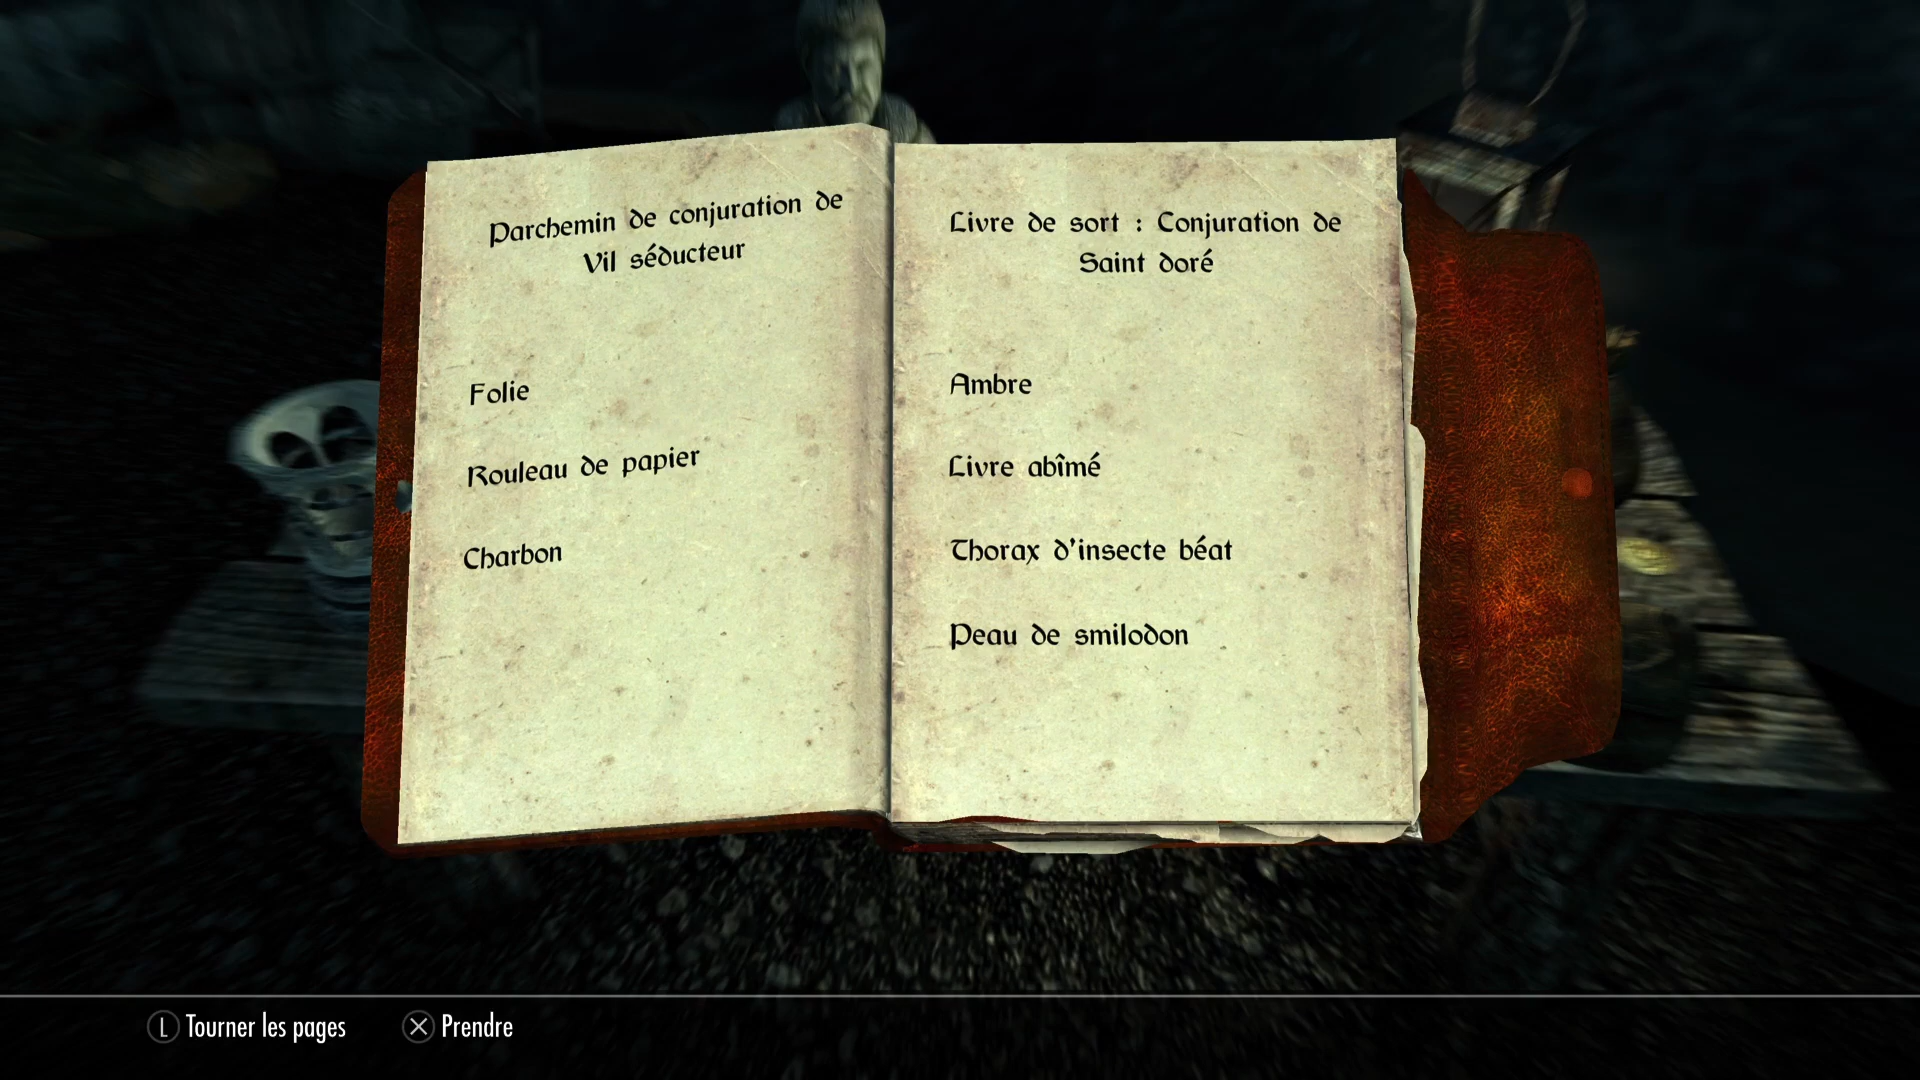 Parchemin de conjuration de
Vil séducteur
Folie
Rouleau de papier
Charbon
Livre de sort : Conjuration de
Saint doré
Ambre
Livre abîmé
Thorax d'insecte béat
Peau de smilodon
L Tourner les pages
X Prendre